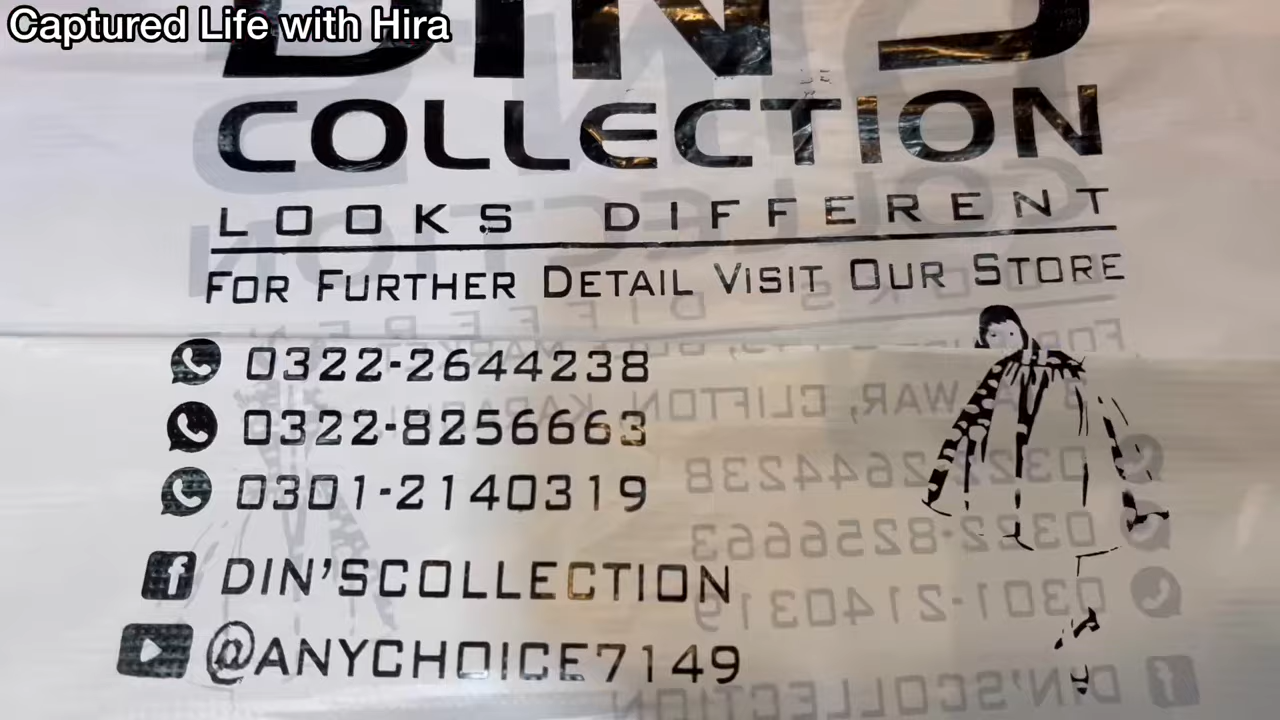 Captured Life with Hira
DIN'S
COLLECTION
LOOKS DIFFERENT
FOR FURTHER DETAIL VISIT OUR STORE
0322-2644238
0322-8256663
0301-2140319
DIN'SCOLLECTION
@ANYCHOICE7149